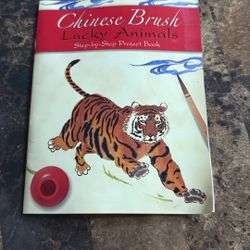 Chinese Brush
Lucky Animals
Step-by-Step Project Book